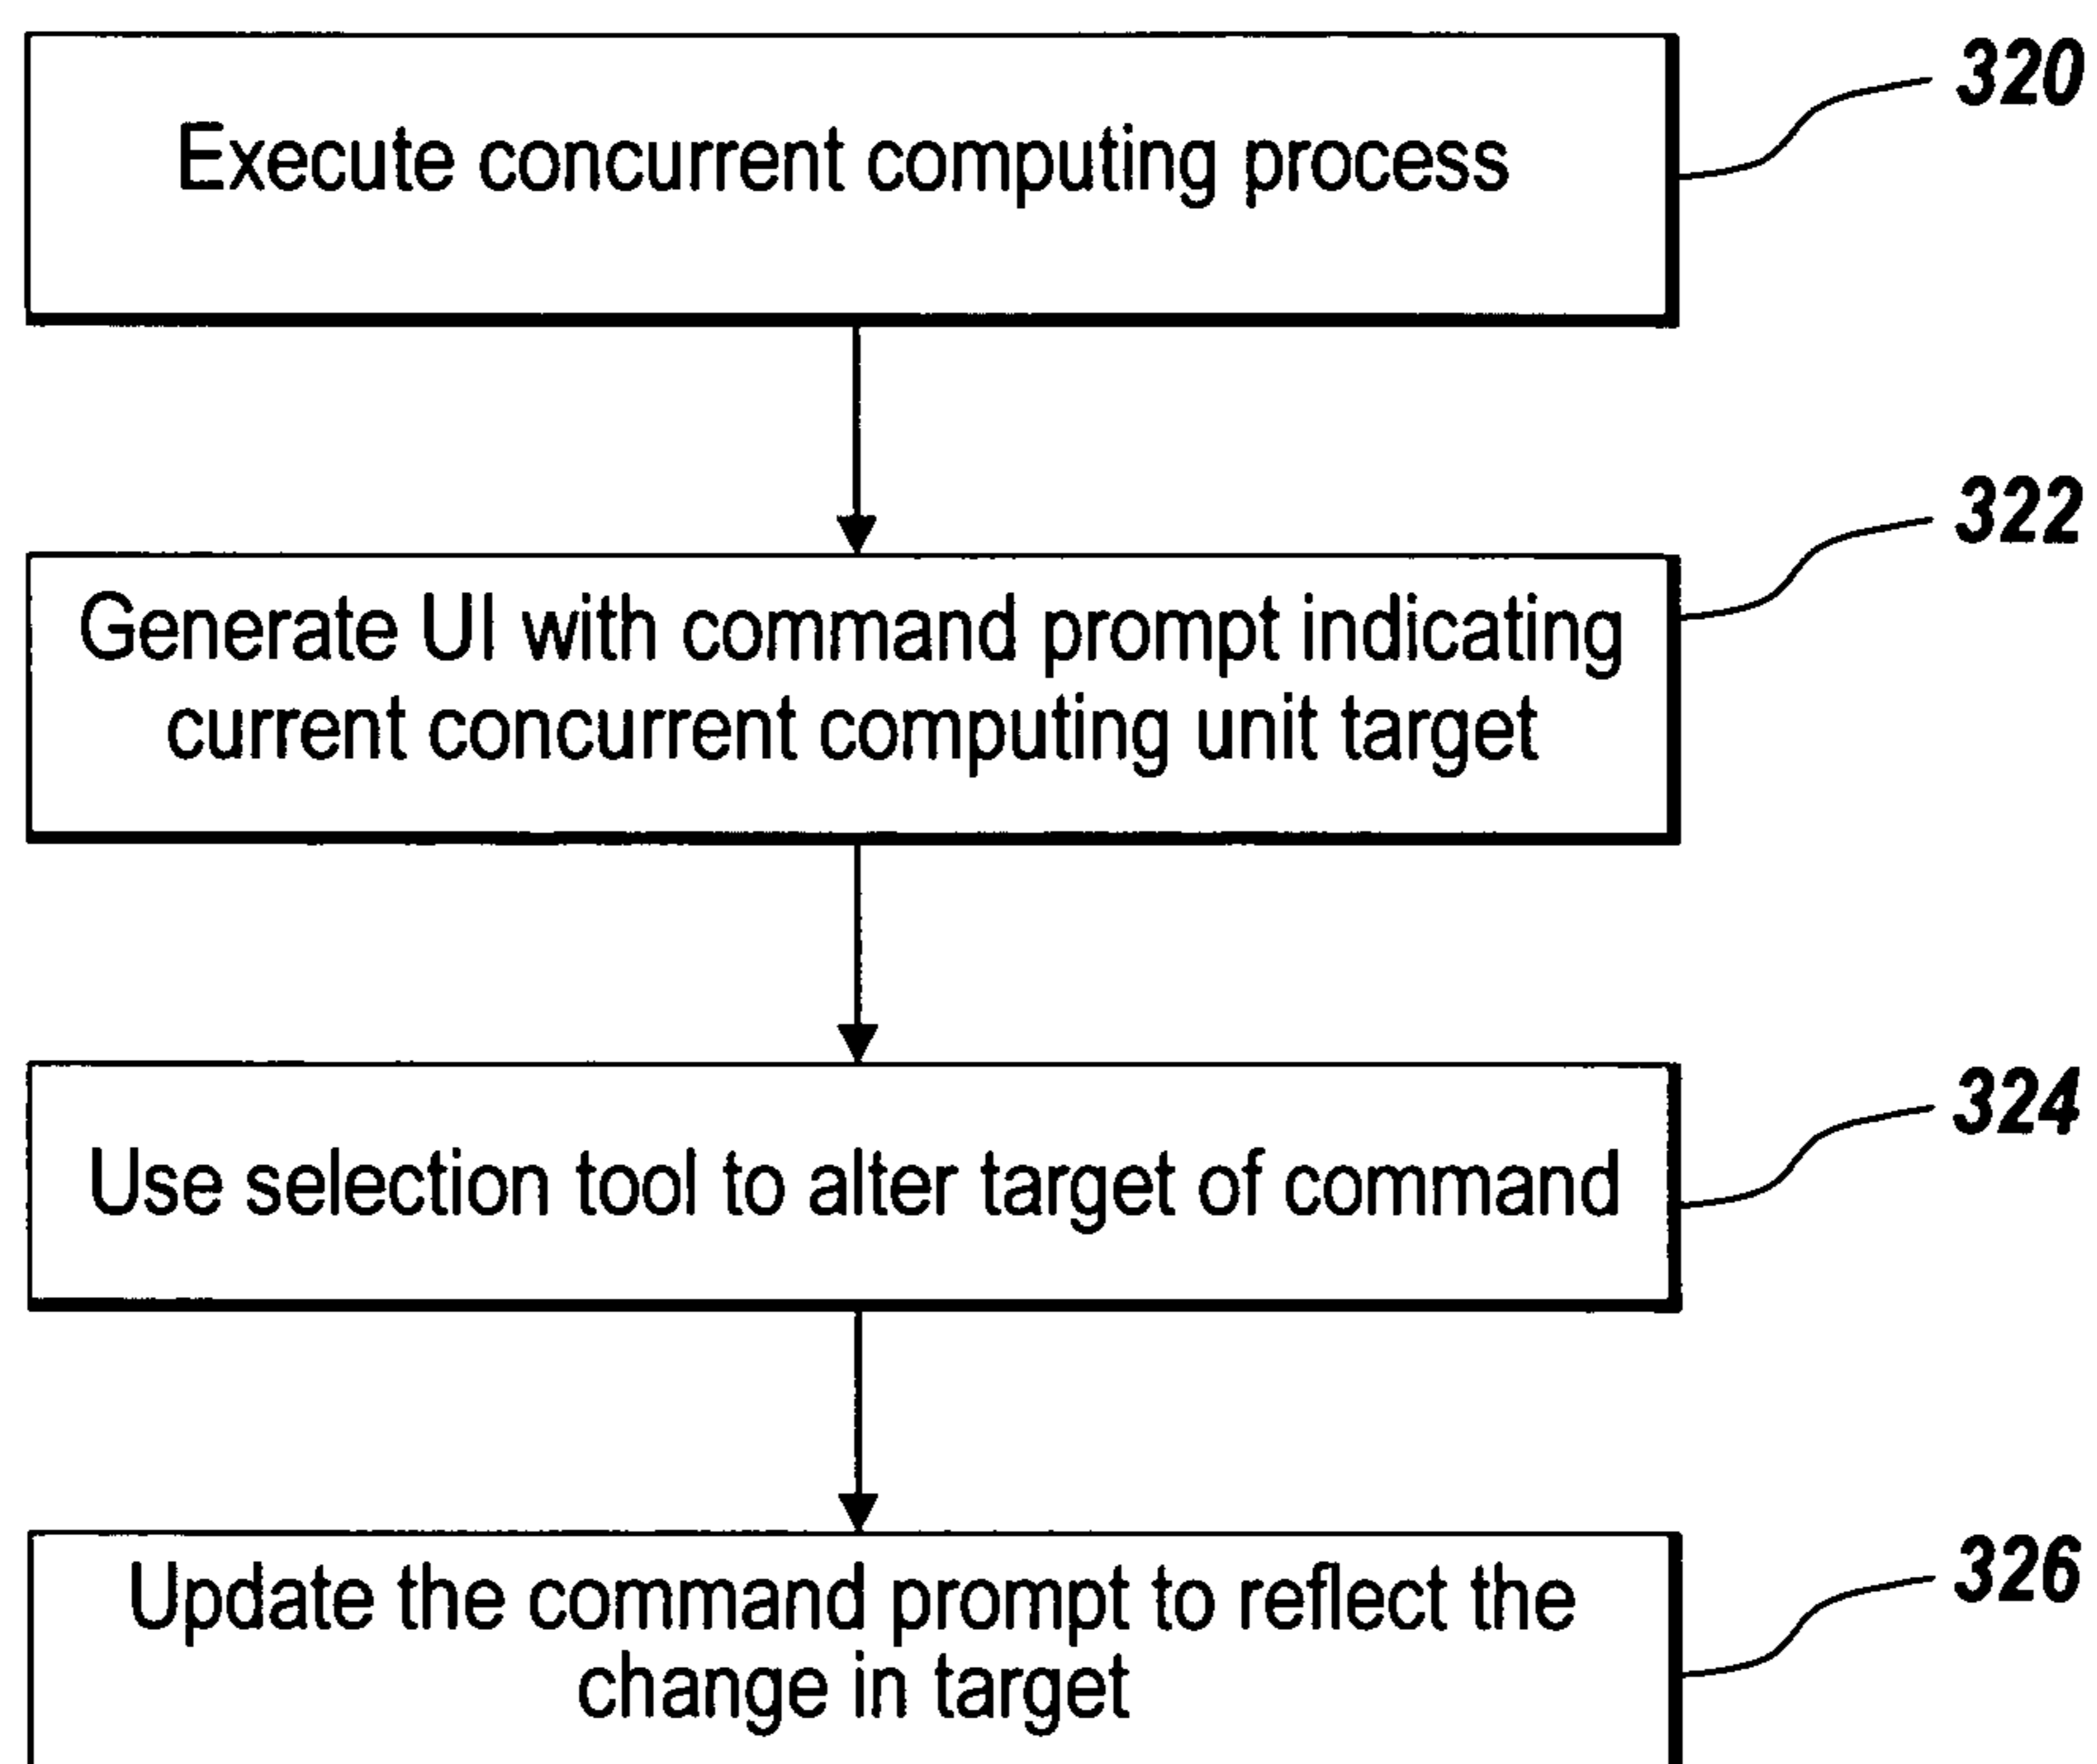 Execute concurrent computing process
320
Generate UI with command prompt indicating
current concurrent computing unit target
322
Use selection tool to alter target of command
324
Update the command prompt to reflect the
change in target
326